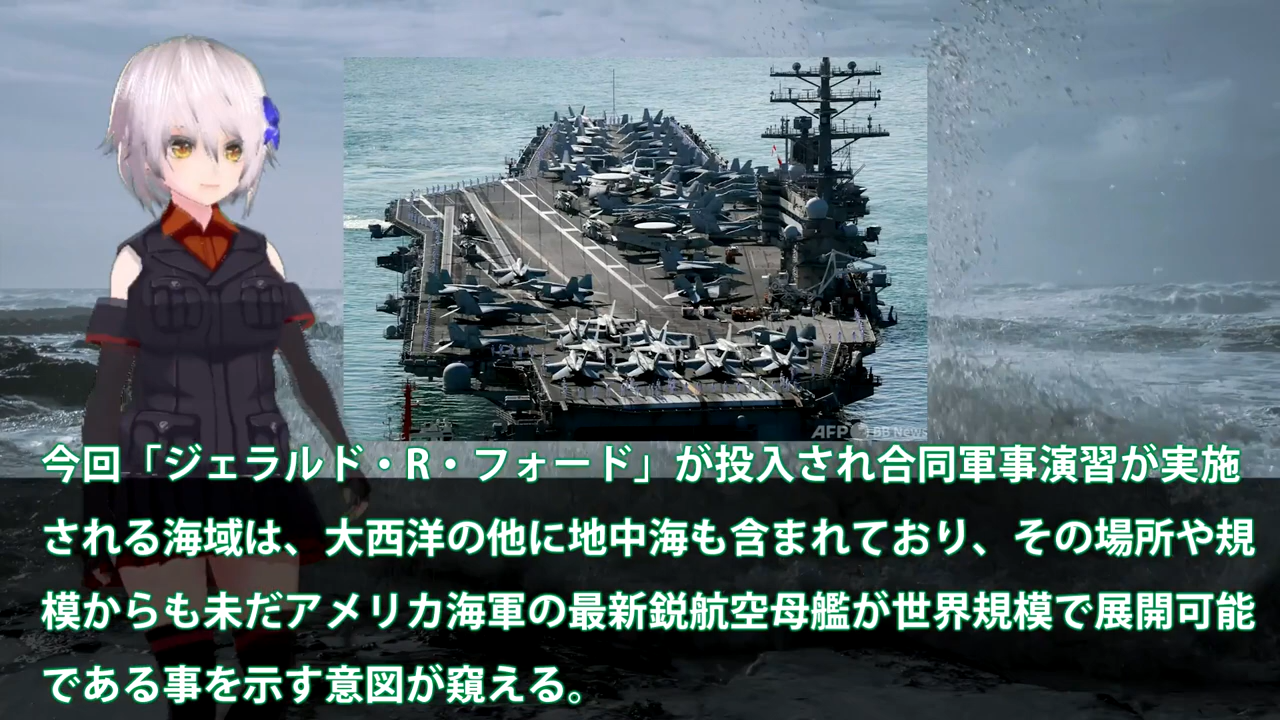 AFP BB News
今回「ジェラルド・R・フォード」が投入され合同軍事演習が実施
される海域は、大西洋の他に地中海も含まれており、その場所や規
模からも未だアメリカ海軍の最新鋭航空母艦が世界規模で展開可能
である事を示す意図が窺える。